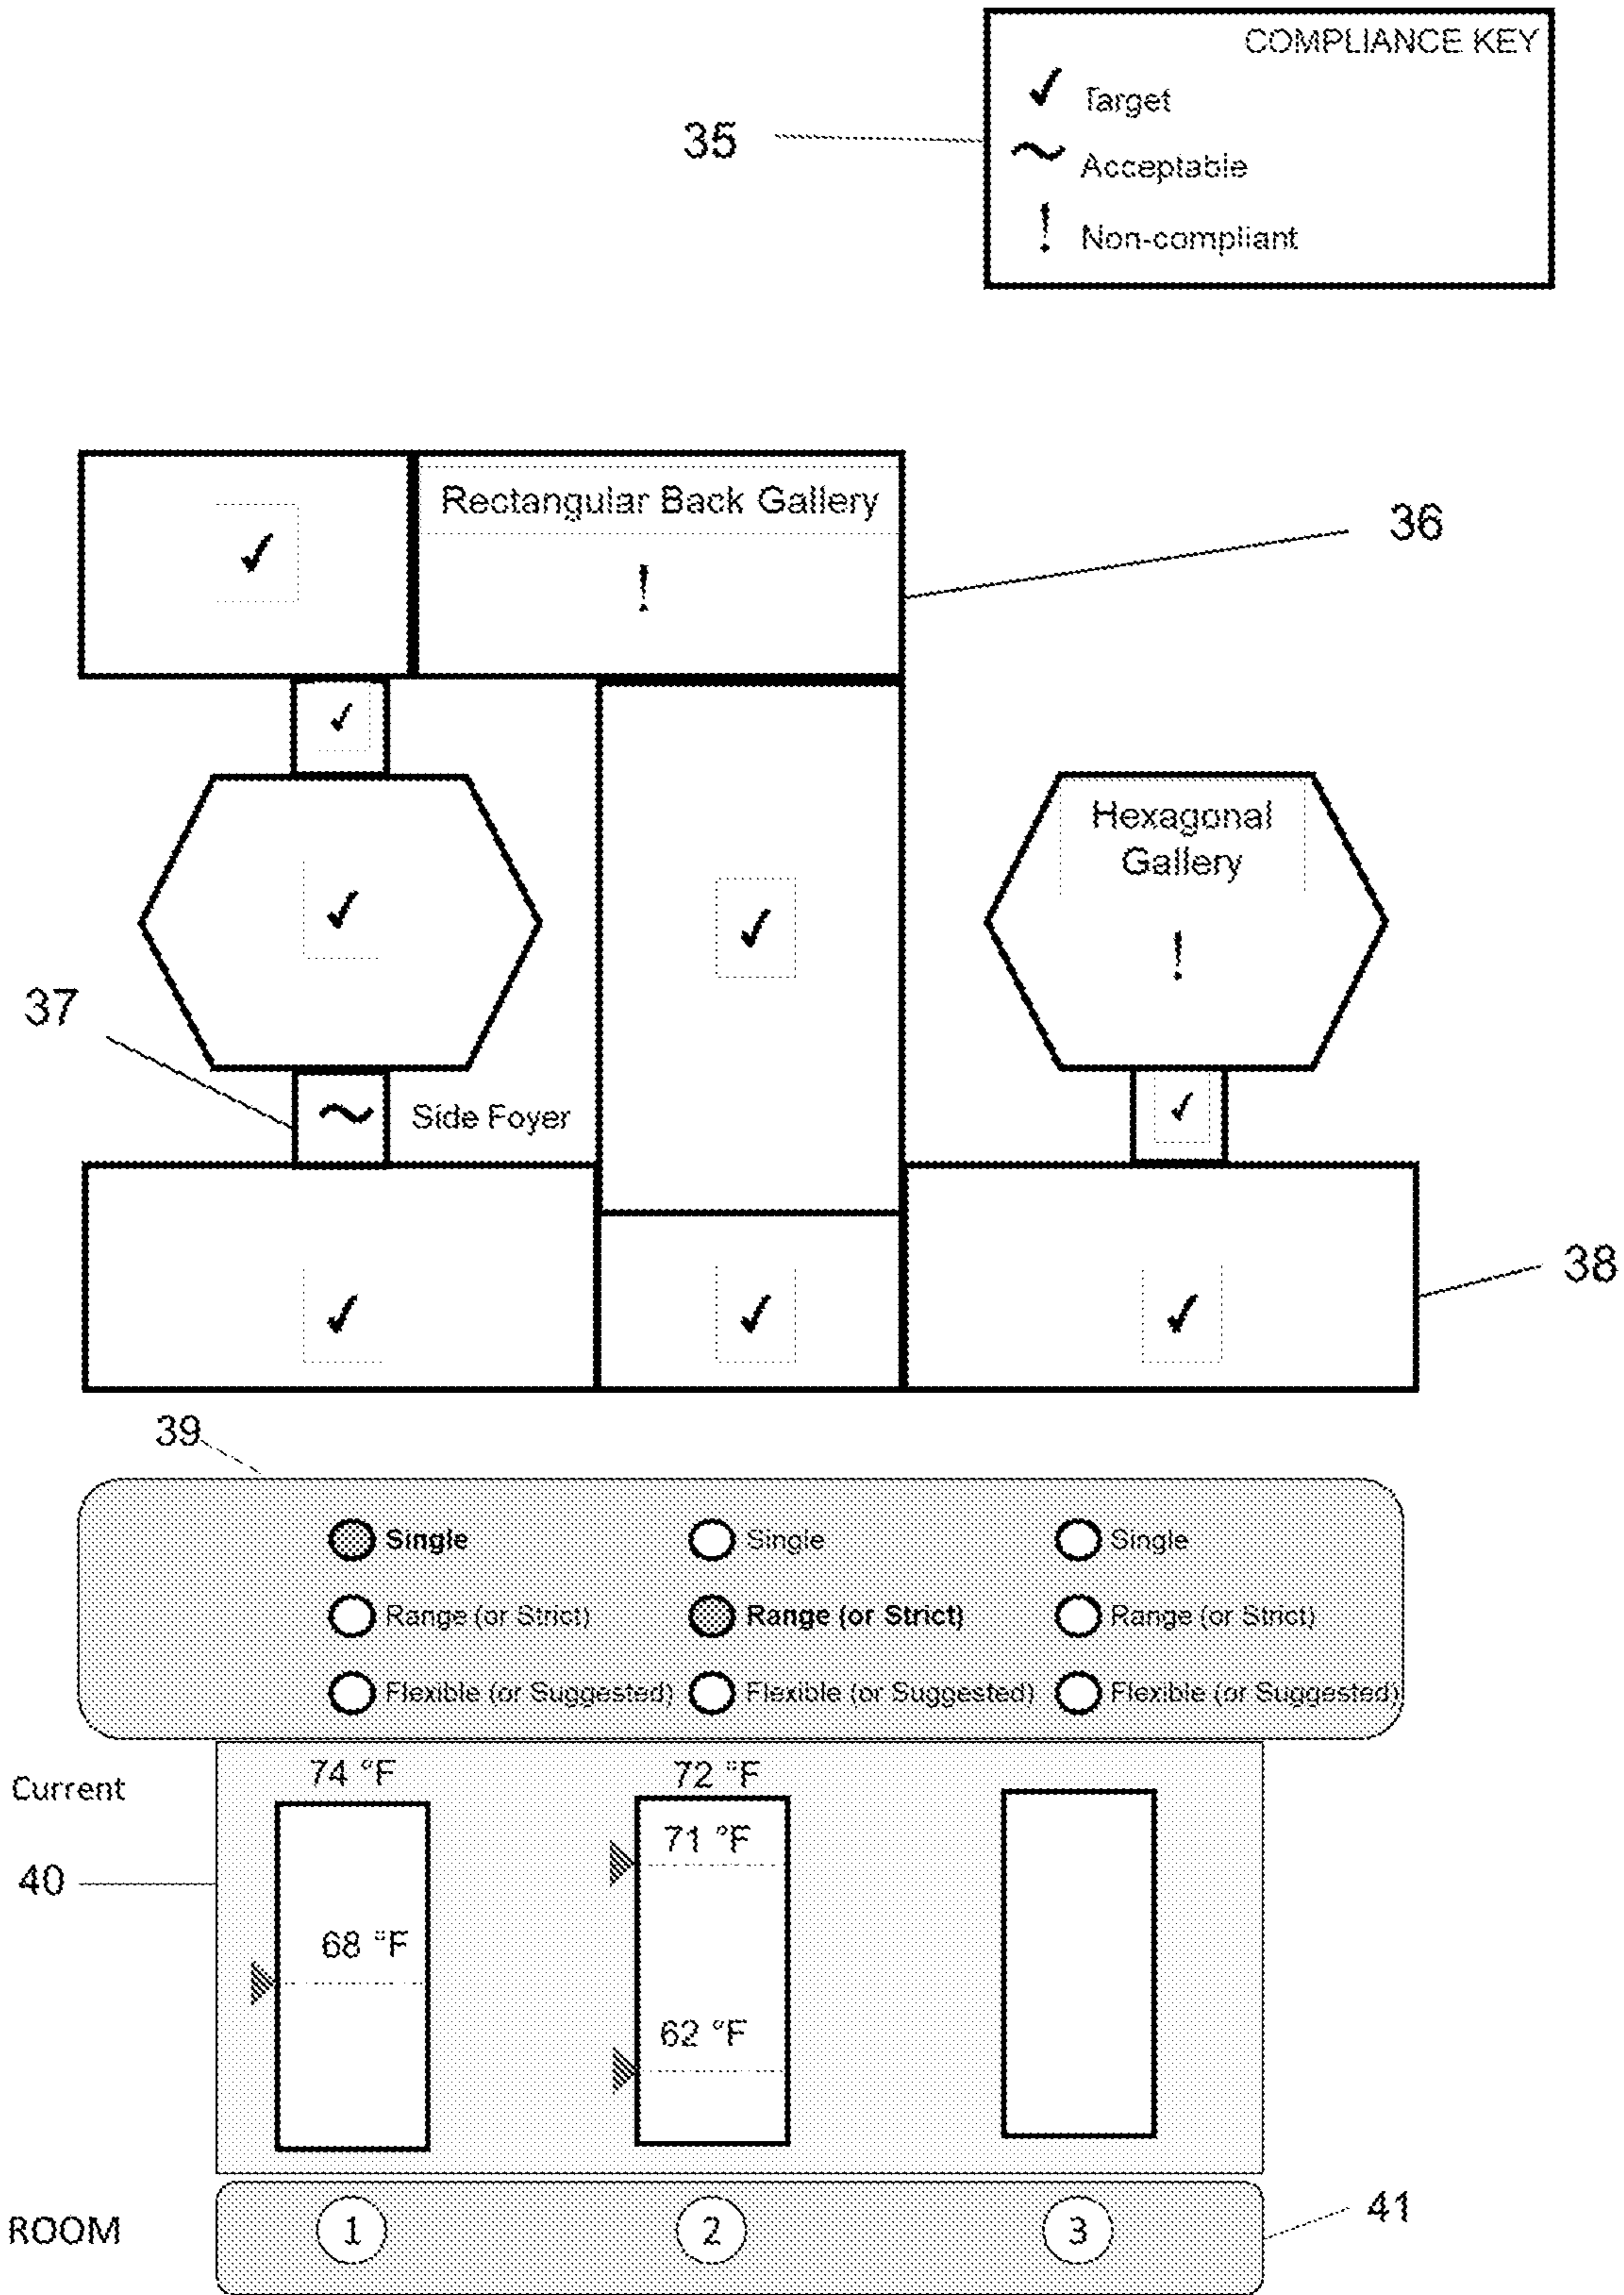 COMPLIANCE KEY
✓ Target
35
~ Acceptable
! Non-compliant
Rectangular Back Gallery
36
✓
!
✓
Hexagonal
Gallery
✓
✓
!
37
✓
~ Side Foyer
38
✓ ✓ ✓
39
Single Single Single
Range (or Strict) Range (or Strict) Range (or Strict)
Flexible (or Suggested) Flexible (or Suggested) Flexible (or Suggested)
74 °F 72 °F
Current
71 °F
40
68 °F
62 °F
41
ROOM 1 2 3